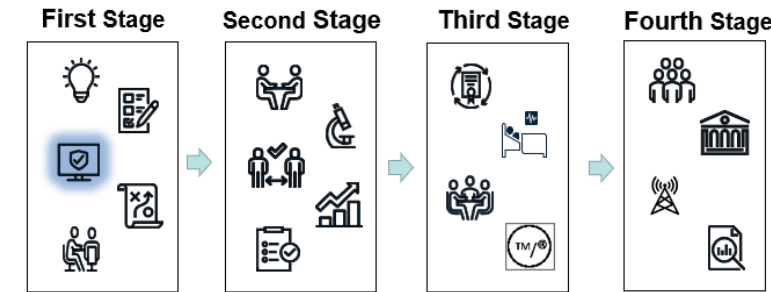 First Stage
Second Stage
Third Stage
Fourth Stage
TM/®